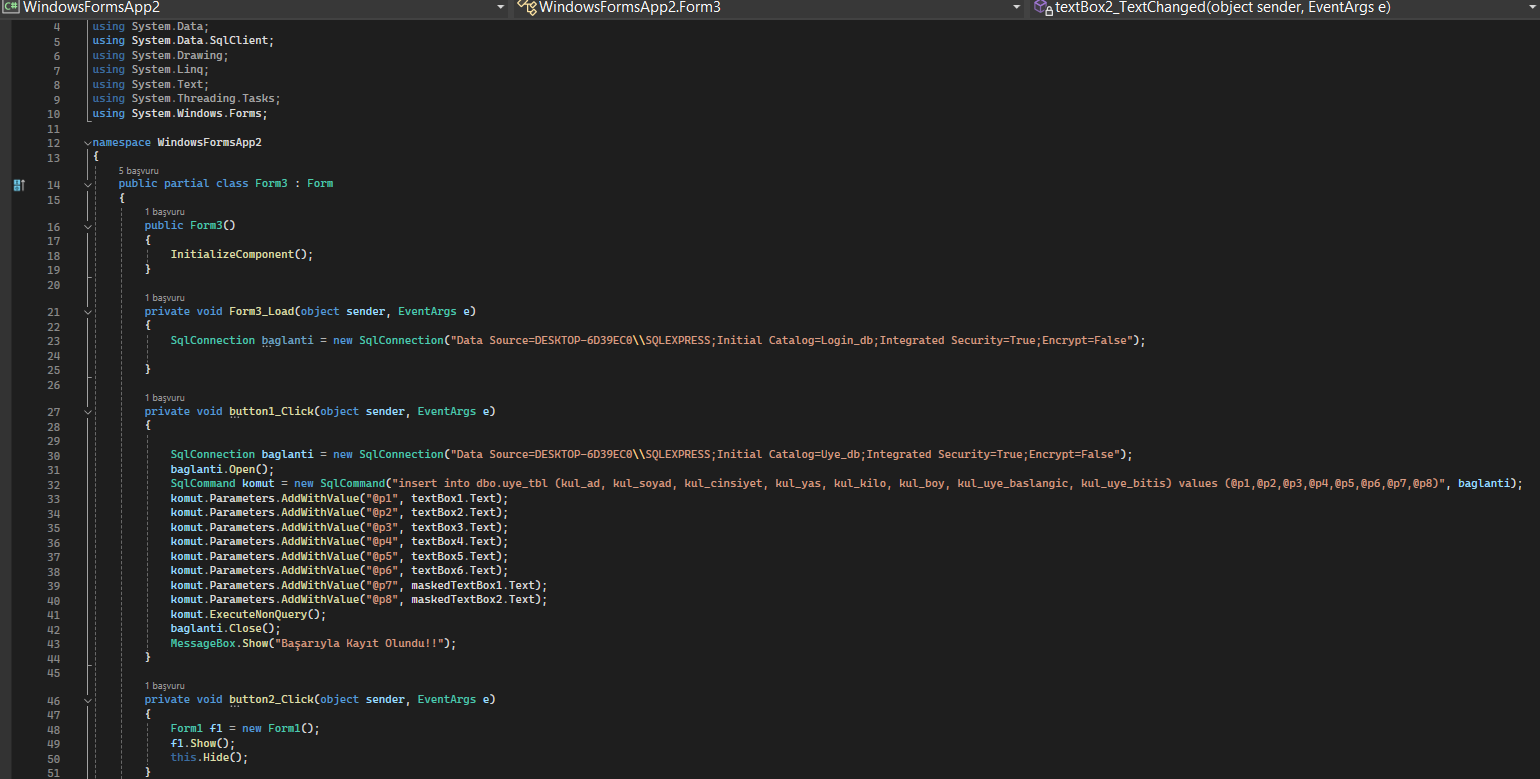 WindowsFormsApp2 WindowsFormsApp2.Form3 textBox2_TextChanged(object sender, EventArgs e)
4 using System.Data;
5 using System.Data.SqlClient;
6 using System.Drawing;
7 using System.Linq;
8 using System.Text;
9 using System.Threading.Tasks;
10 using System.Windows.Forms;
11
12 namespace WindowsFormsApp2
13 {
5 başvuru
14 public partial class Form3 : Form
15 {
1 başvuru
16 public Form3()
17 {
18 InitializeComponent();
19 }
20
1 başvuru
21 private void Form3_Load(object sender, EventArgs e)
22 {
23 SqlConnection baglanti = new SqlConnection("Data Source=DESKTOP-6D39EC0\\SQLEXPRESS;Initial Catalog=Login_db;Integrated Security=True;Encrypt=False");
24
25 }
26
1 başvuru
27 private void button1_Click(object sender, EventArgs e)
28 {
29
30 SqlConnection baglanti = new SqlConnection("Data Source=DESKTOP-6D39EC0\\SQLEXPRESS;Initial Catalog=Uye_db;Integrated Security=True;Encrypt=False");
31 baglanti.Open();
32 SqlCommand komut = new SqlCommand("insert into dbo.uye_tbl (kul_ad, kul_soyad, kul_cinsiyet, kul_yas, kul_kilo, kul_boy, kul_uye_baslangic, kul_uye_bitis) values (@p1,@p2,@p3,@p4,@p5,@p6,@p7,@p8)", baglanti);
33 komut.Parameters.AddWithValue("@p1", textBox1.Text);
34 komut.Parameters.AddWithValue("@p2", textBox2.Text);
35 komut.Parameters.AddWithValue("@p3", textBox3.Text);
36 komut.Parameters.AddWithValue("@p4", textBox4.Text);
37 komut.Parameters.AddWithValue("@p5", textBox5.Text);
38 komut.Parameters.AddWithValue("@p6", textBox6.Text);
39 komut.Parameters.AddWithValue("@p7", maskedTextBox1.Text);
40 komut.Parameters.AddWithValue("@p8", maskedTextBox2.Text);
41 komut.ExecuteNonQuery();
42 baglanti.Close();
43 MessageBox.Show("Başarıyla Kayıt Olundu!!");
44 }
45
1 başvuru
46 private void button2_Click(object sender, EventArgs e)
47 {
48 Form1 f1 = new Form1();
49 f1.Show();
50 this.Hide();
51 }